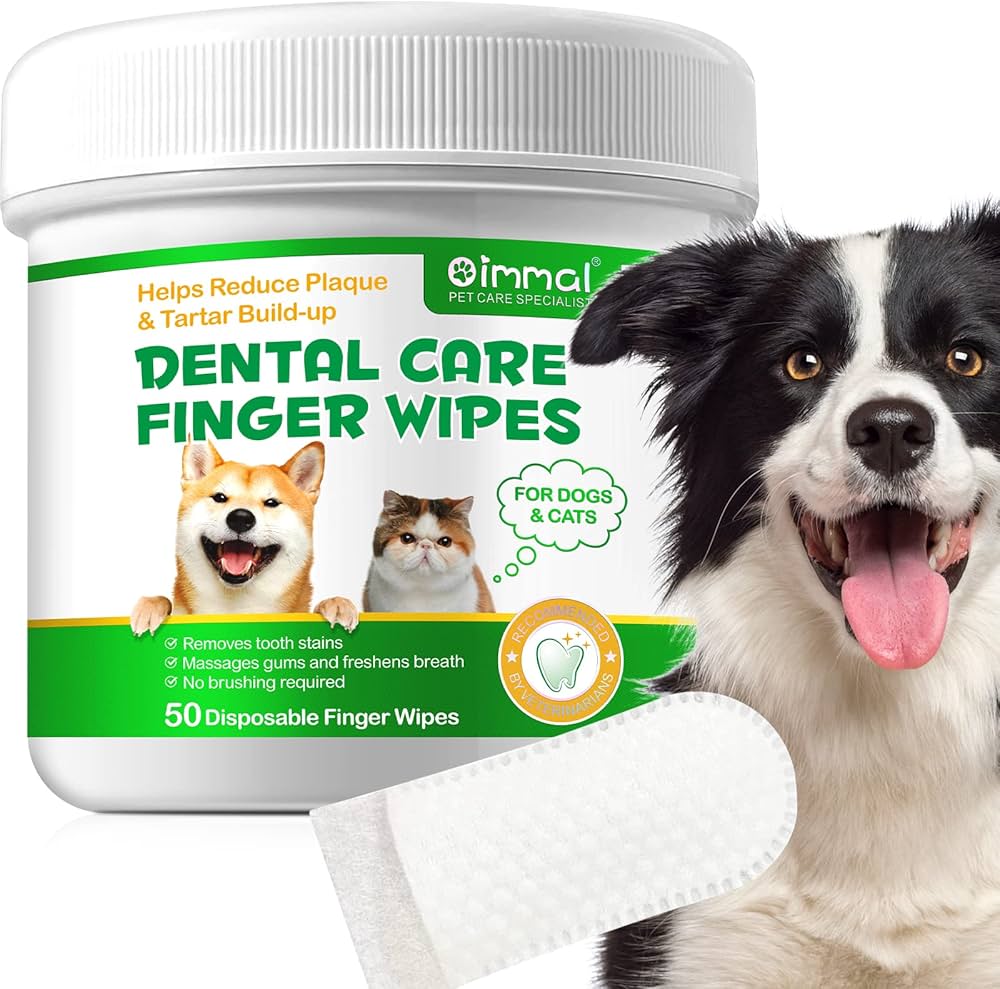 immal®
PET CARE SPECIALIST
Helps Reduce Plaque
& Tartar Build-up
DENTAL CARE
FINGER WIPES
FOR DOGS
& CATS
Removes tooth stains
Massages gums and freshens breath
No brushing required
50 Disposable Finger Wipes
RECOMMENDED
BY VETERINARIANS